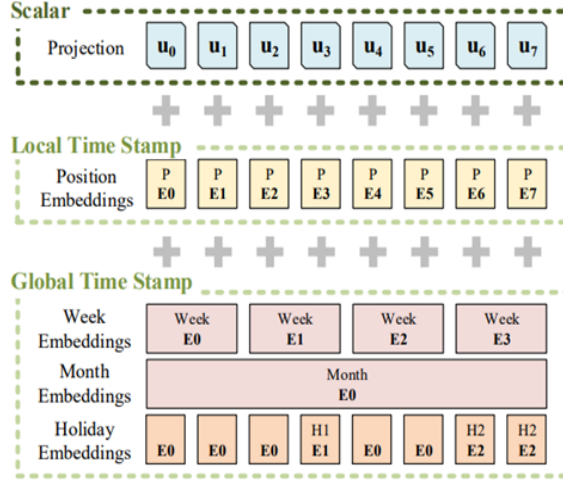 Scalar
Projection u0 u1 u2 u3 u4 u5 u6 u7
Local Time Stamp
Position Embeddings
P P P P P P P P
E0 E1 E2 E3 E4 E5 E6 E7
Global Time Stamp
Week Embeddings
Week Week Week Week
E0 E1 E2 E3
Month Embeddings
Month
E0
Holiday Embeddings
H1 H2 H2
E0 E0 E0 E1 E0 E0 E2 E2